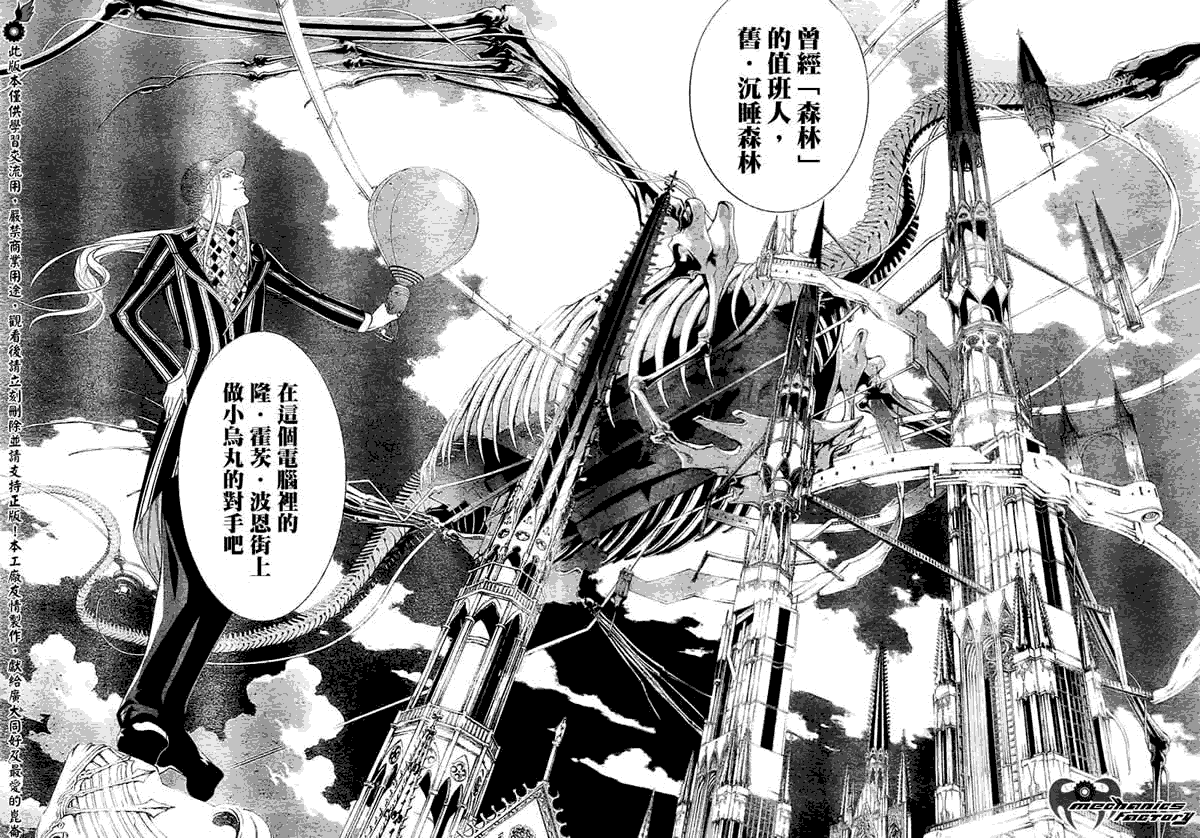 曾經「森林」
的值班人，
舊·沉睡森林
在這個電腦裡的
隆·霍茨·波恩街上
做小烏丸的對手吧
此版本僅供學習交流用，嚴禁商業用途，觀看後請立刻刪除並請支持正版！本工廠友情製作，獻給廣大同好及最愛的崑崙
mechanics
factory